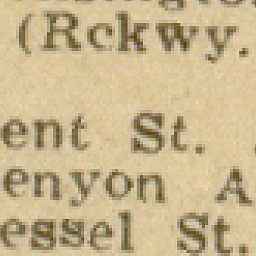 (Rckwy.
ent St.
enyon A
essel St.